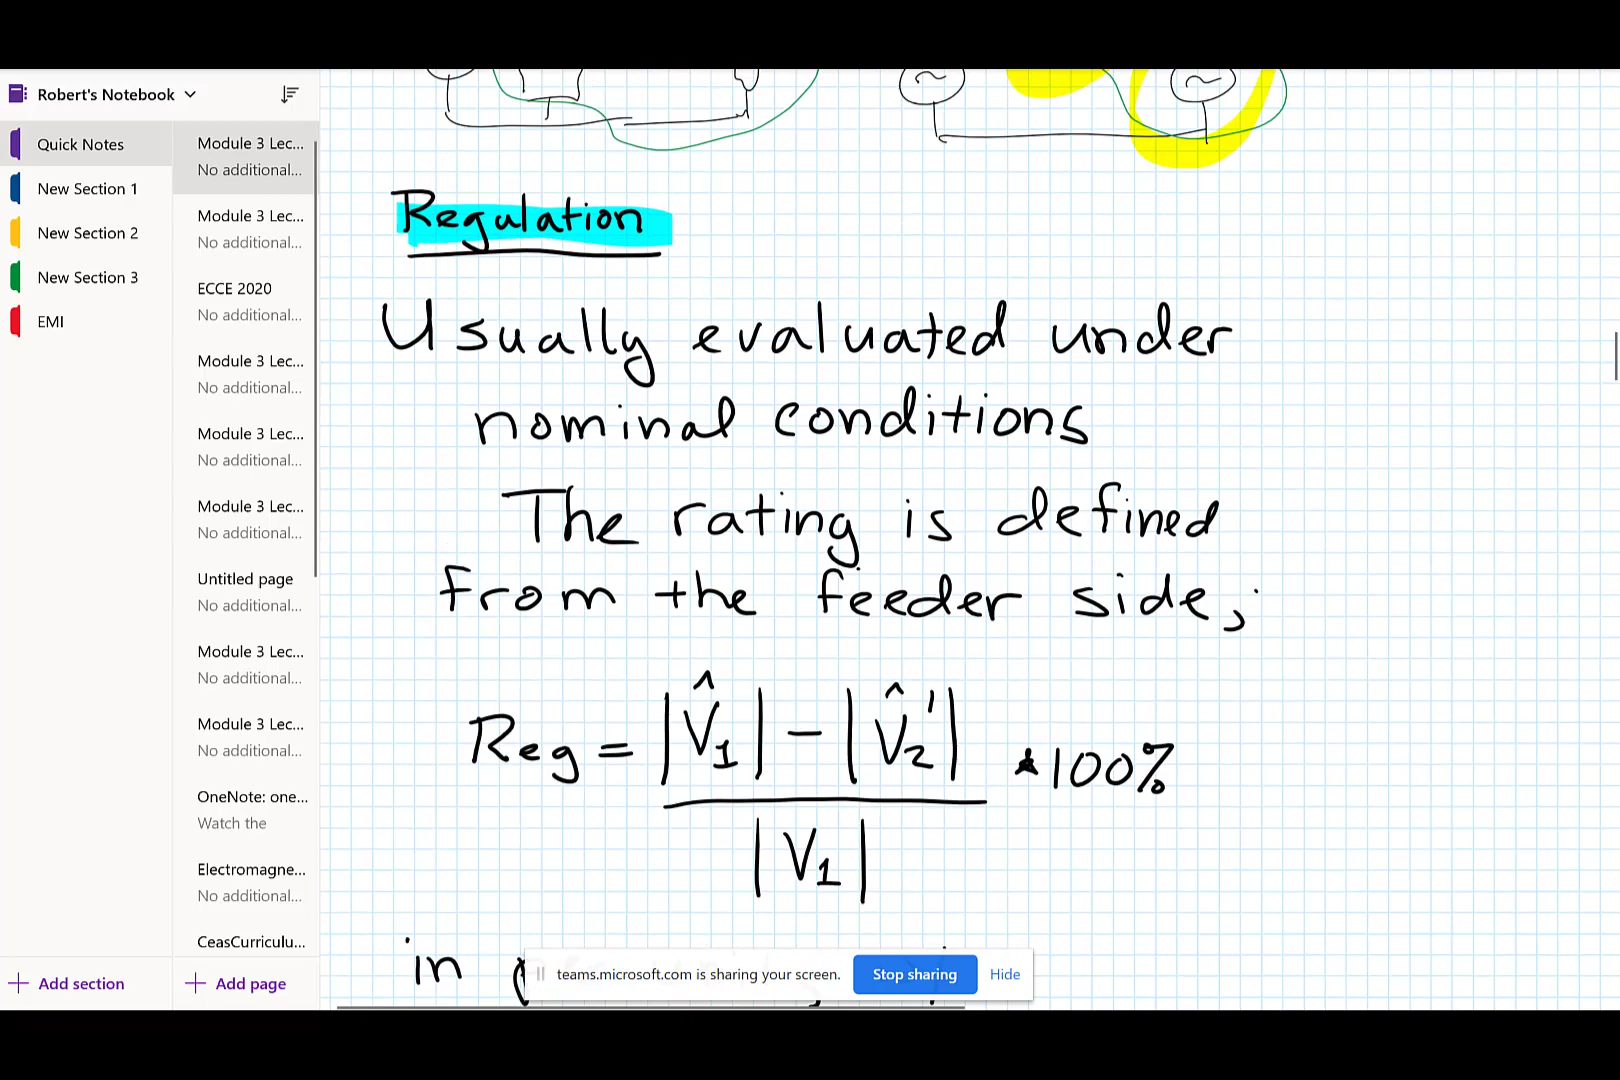 Robert's Notebook
Quick Notes
New Section 1
New Section 2
New Section 3
EMI
Add section
Module 3 Lec...
No additional...
Module 3 Lec...
No additional...
ECCE 2020
No additional...
Module 3 Lec...
No additional...
Module 3 Lec...
No additional...
Module 3 Lec...
No additional...
Untitled page
No additional...
Module 3 Lec...
No additional...
Module 3 Lec...
No additional...
OneNote: one...
Watch the
Electromagne...
No additional...
CeasCurriculu...
Add page
Regulation
Usually evaluated under
nominal conditions
The rating is defined
from the feeder side;
Reg = |V̂1| - |V̂2'| * 100%
|V1|
in
teams.microsoft.com is sharing your screen. Stop sharing Hide